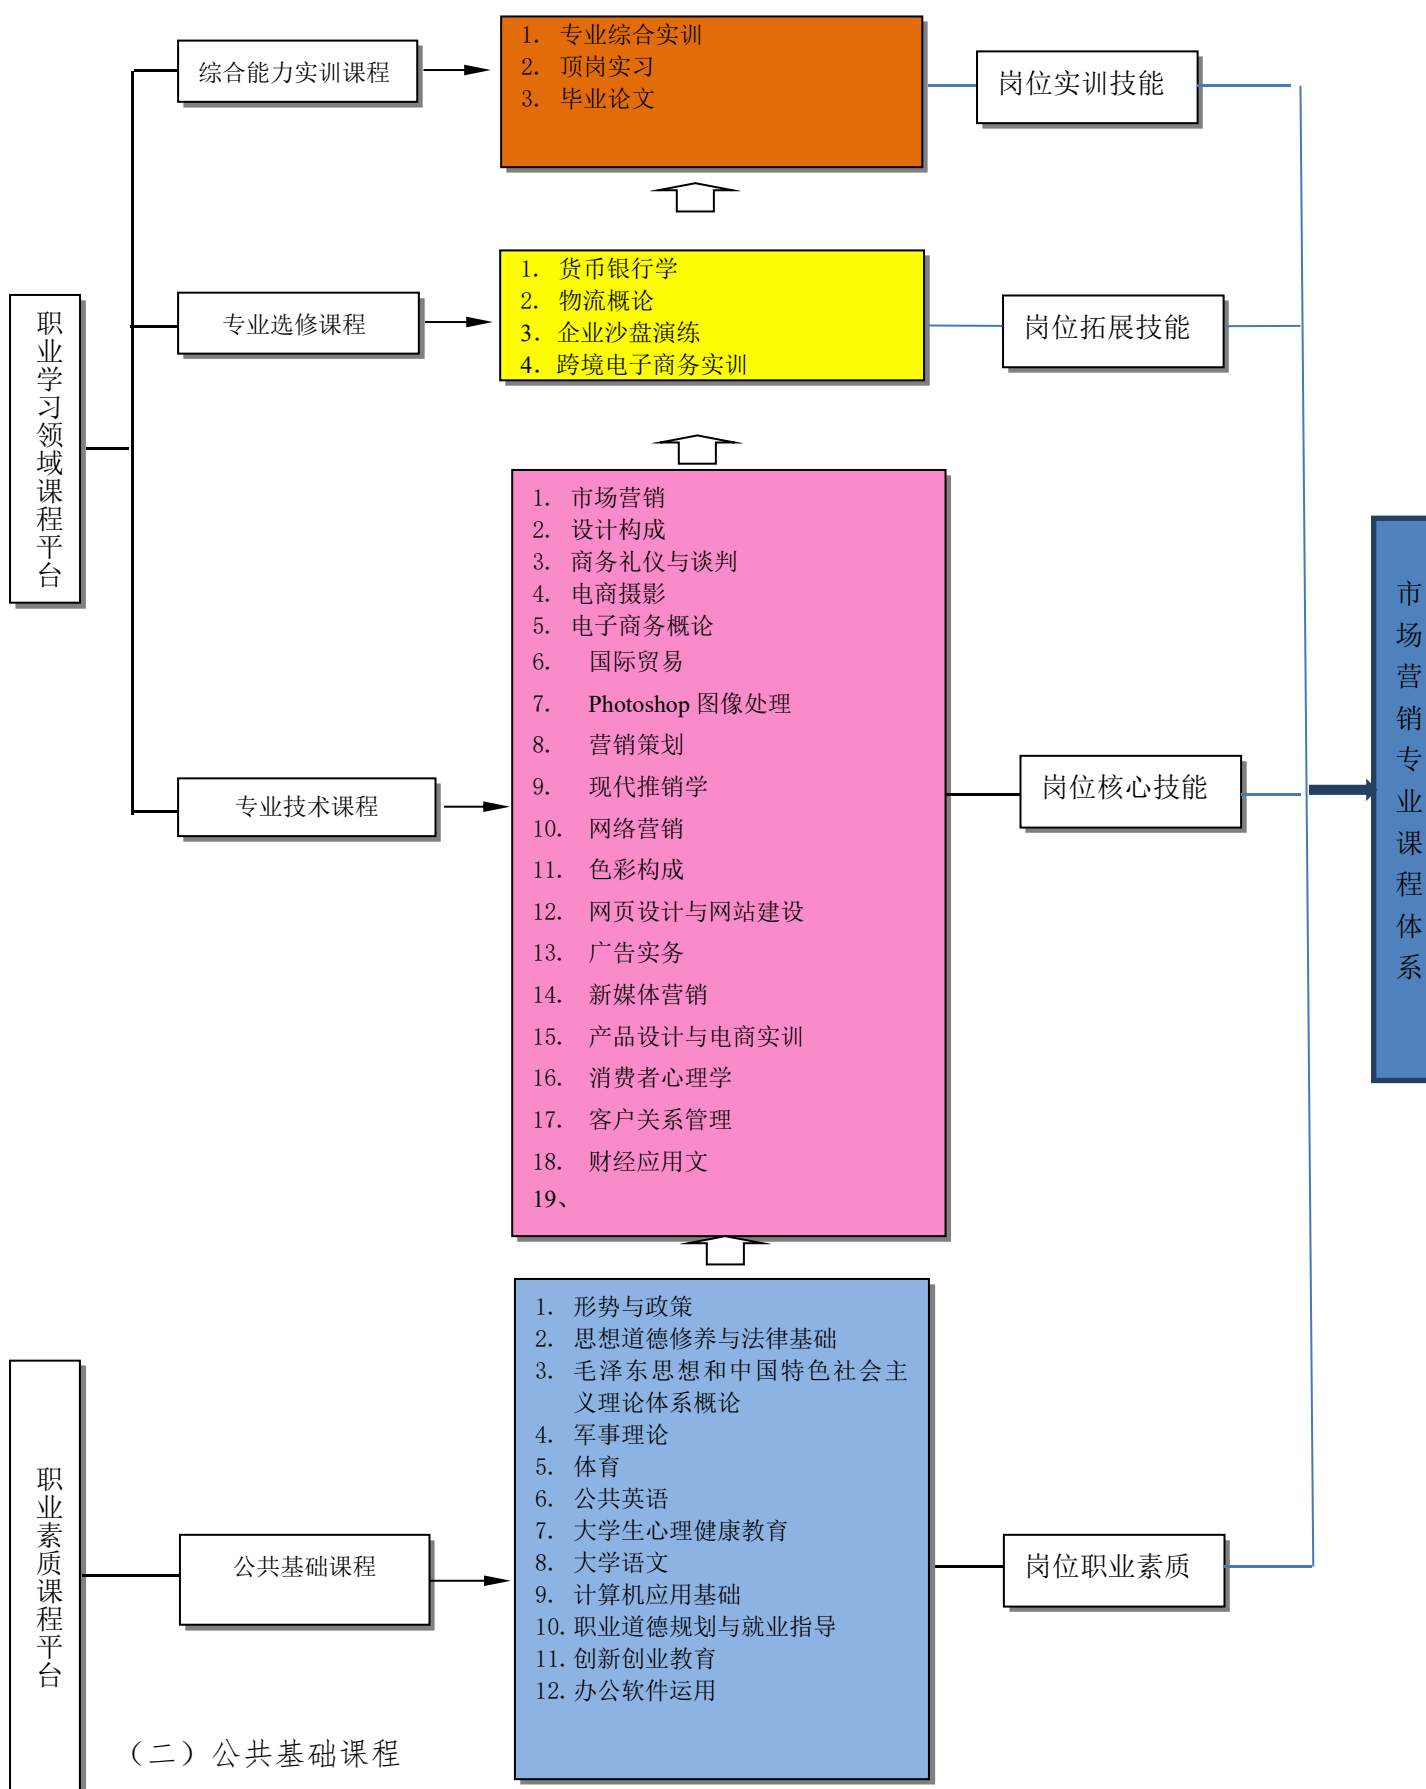 综合能力实训课程
1. 专业综合实训
2. 顶岗实习
3. 毕业论文
岗位实训技能
职业学习领域课程平台
专业选修课程
1. 货币银行学
2. 物流概论
3. 企业沙盘演练
4. 跨境电子商务实训
岗位拓展技能
专业技术课程
1. 市场营销
2. 设计构成
3. 商务礼仪与谈判
4. 电商摄影
5. 电子商务概论
6. 国际贸易
7. Photoshop 图像处理
8. 营销策划
9. 现代推销学
10. 网络营销
11. 色彩构成
12. 网页设计与网站建设
13. 广告实务
14. 新媒体营销
15. 产品设计与电商实训
16. 消费者心理学
17. 客户关系管理
18. 财经应用文
19、
岗位核心技能
市场营销专业课程体系
职业素质课程平台
公共基础课程
1. 形势与政策
2. 思想道德修养与法律基础
3. 毛泽东思想和中国特色社会主
义理论体系概论
4. 军事理论
5. 体育
6. 公共英语
7. 大学生心理健康教育
8. 大学语文
9. 计算机应用基础
10. 职业道德规划与就业指导
11. 创新创业教育
12. 办公软件运用
岗位职业素质
（二）公共基础课程